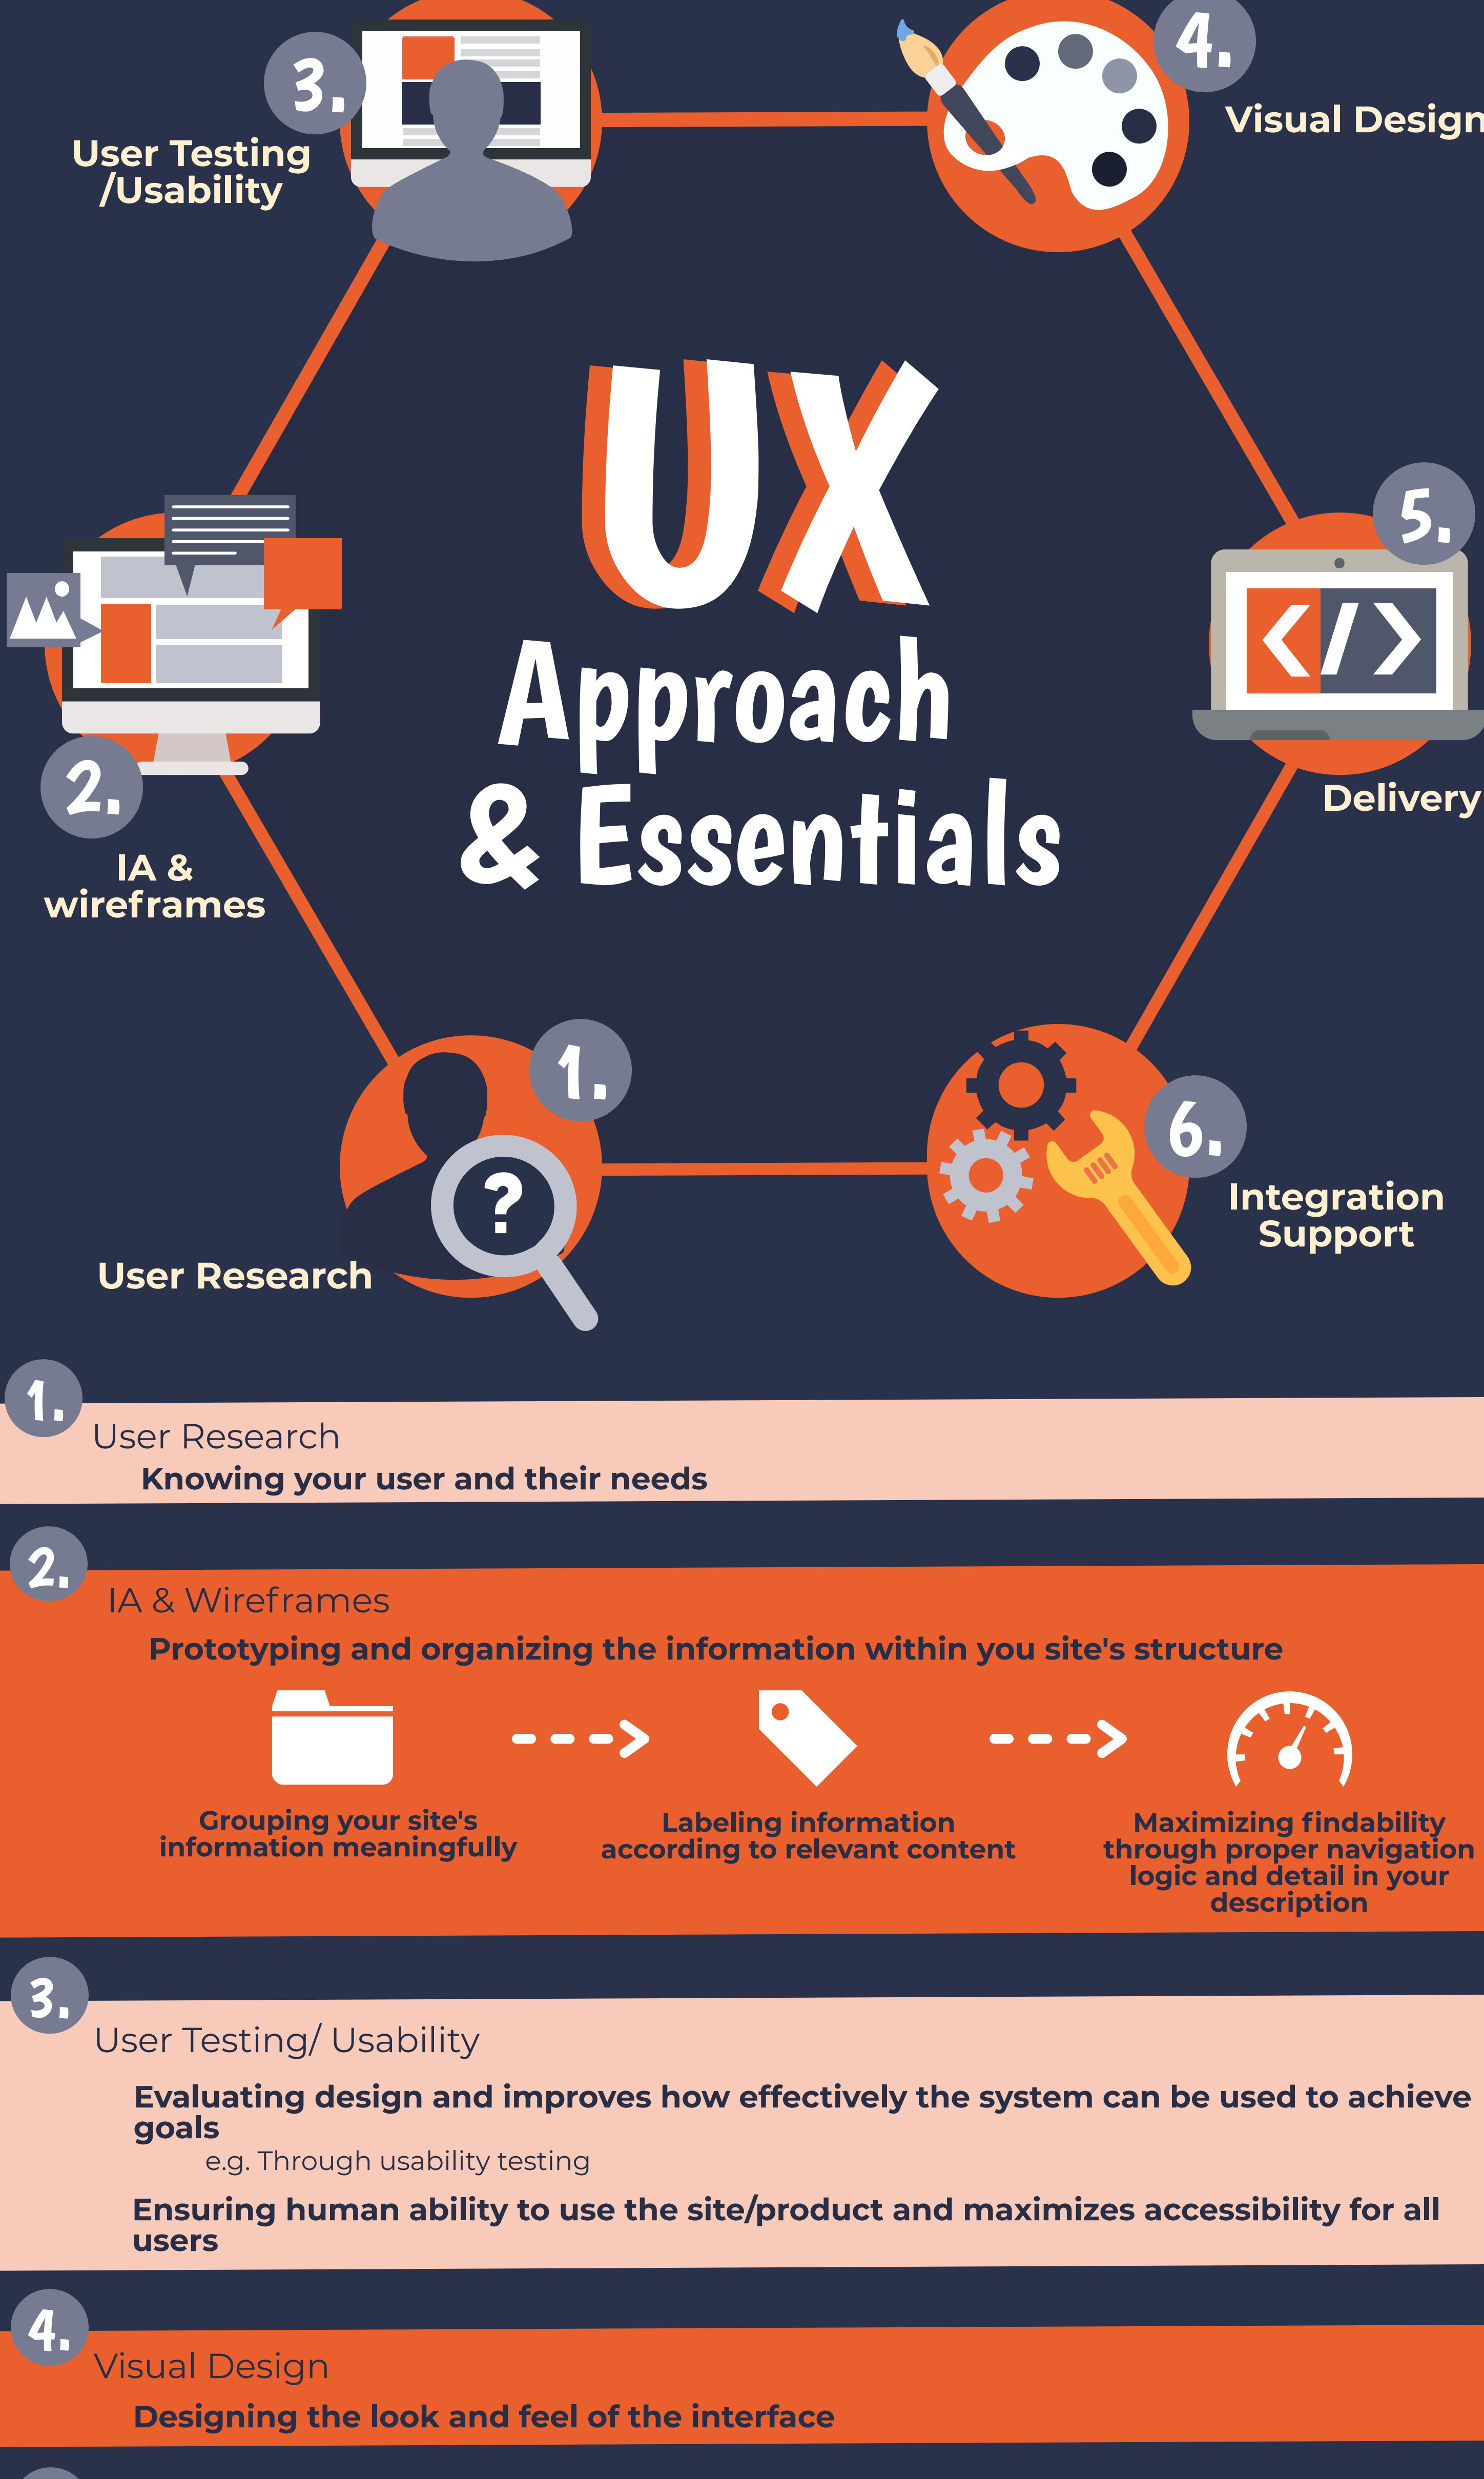 3.
User Testing
/Usability
4.
Visual Design
UX
Approach
& Essentials
5.
Delivery
2.
IA &
wireframes
1.
?
User Research
6.
Integration
Support
</>
1.
User Research
Knowing your user and their needs
2.
IA & Wireframes
Prototyping and organizing the information within you site's structure
Grouping your site's
information meaningfully
Labeling information
according to relevant content
Maximizing findability
through proper navigation
logic and detail in your
description
3.
User Testing/ Usability
Evaluating design and improves how effectively the system can be used to achieve
goals
e.g. Through usability testing
Ensuring human ability to use the site/product and maximizes accessibility for all
users
4.
Visual Design
Designing the look and feel of the interface